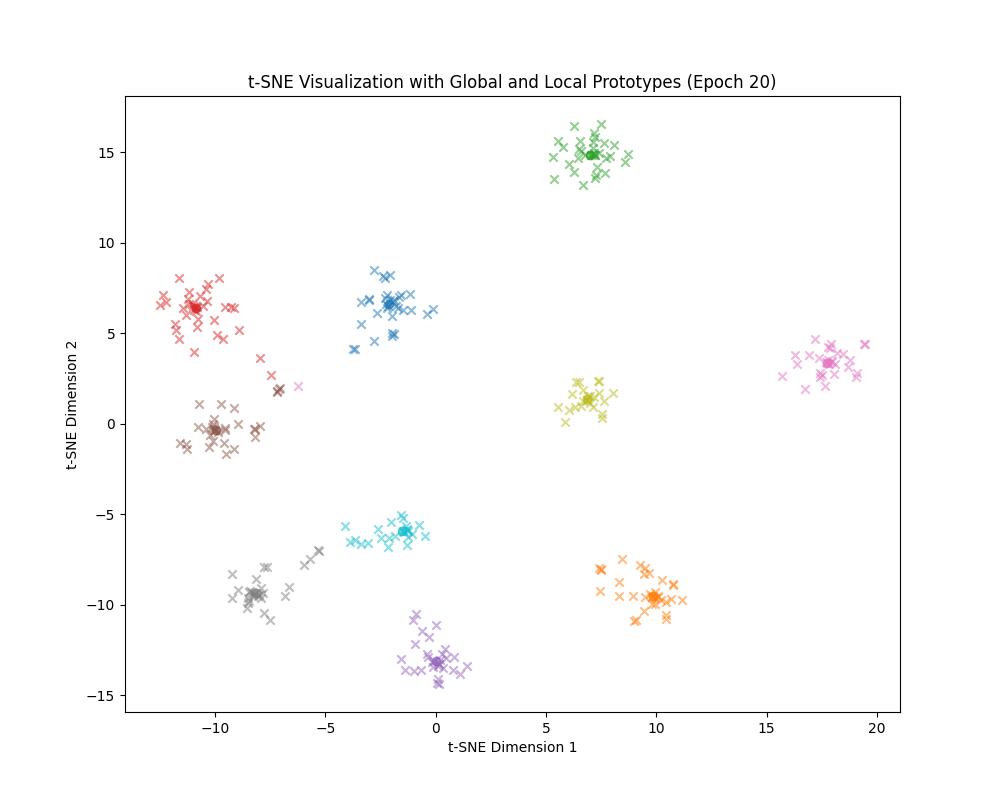 t-SNE Visualization with Global and Local Prototypes (Epoch 20)
15
10
5
0
−5
−10
−15
t-SNE Dimension 2
−10 −5 0 5 10 15 20
t-SNE Dimension 1